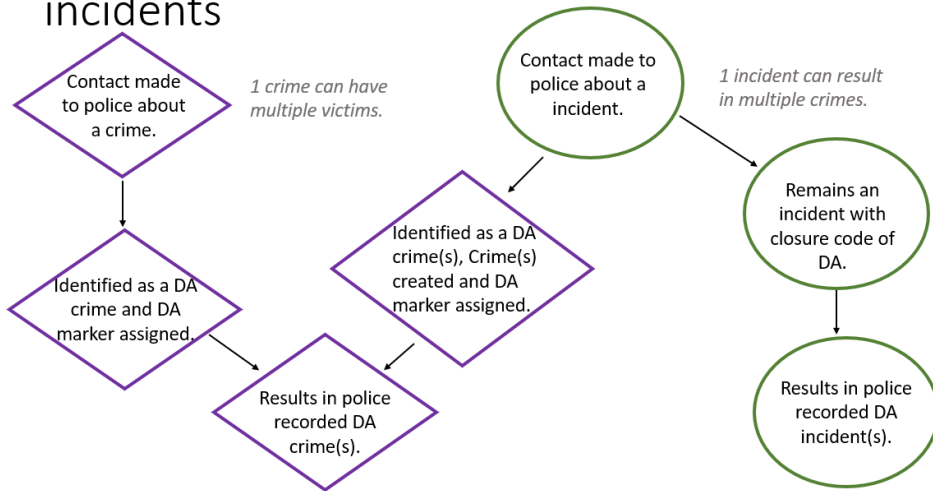 incidents
Contact made
to police about
a crime.
1 crime can have
multiple victims.
Contact made to
police about a
incident.
1 incident can result
in multiple crimes.
Identified as a DA
crime and DA
marker assigned.
Identified as a DA
crime(s), Crime(s)
created and DA
marker assigned.
Remains an
incident with
closure code of
DA.
Results in police
recorded DA
crime(s).
Results in police
recorded DA
incident(s).